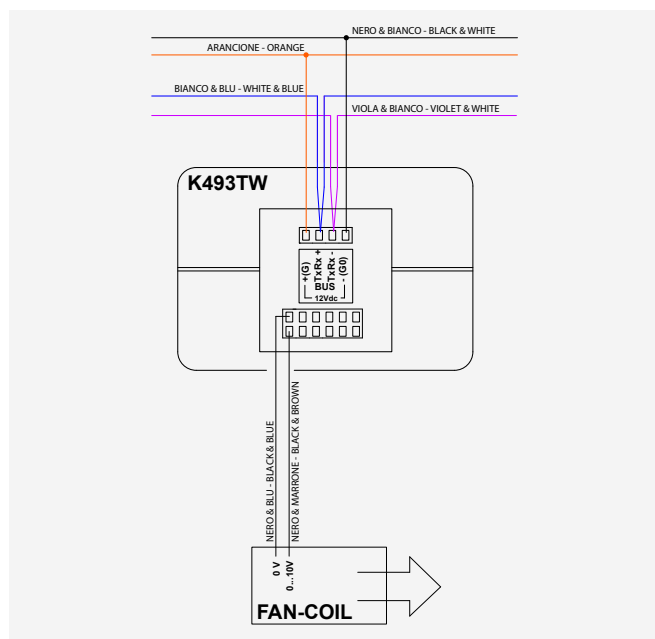 NERO & BIANCO - BLACK & WHITE
ARANCIONE - ORANGE
BIANCO & BLU - WHITE & BLUE
VIOLA & BIANCO - VIOLET & WHITE
K493TW
+(G)
TxRx +
TxRx -
- (G0)
BUS
12Vdc
NERO & BLU - BLACK & BLUE
NERO & MARRONE - BLACK & BROWN
0 V
0...10V
FAN-COIL